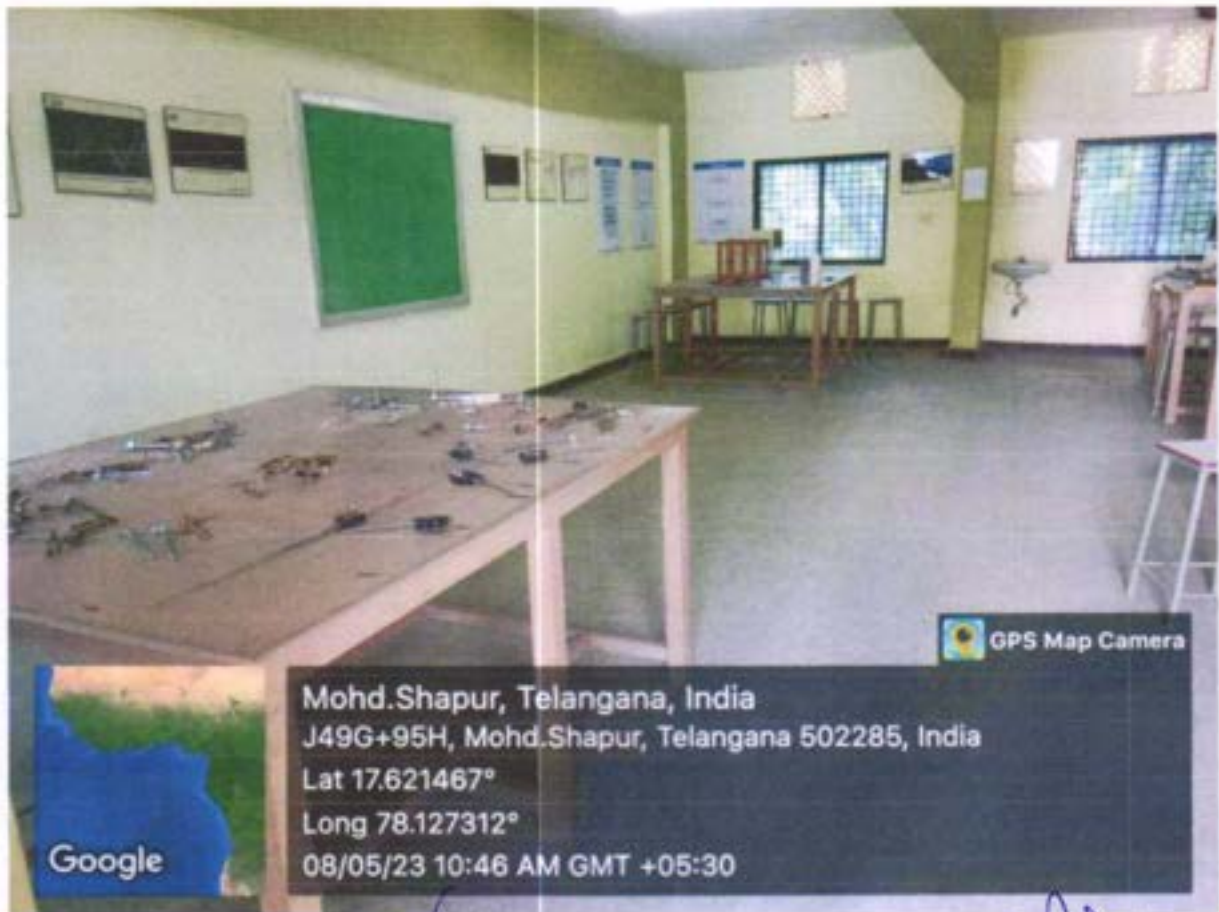 GPS Map Camera
Mohd.Shapur, Telangana, India
J49G+95H, Mohd.Shapur, Telangana 502285, India
Lat 17.621467°
Long 78.127312°
08/05/23 10:46 AM GMT +05:30
Google